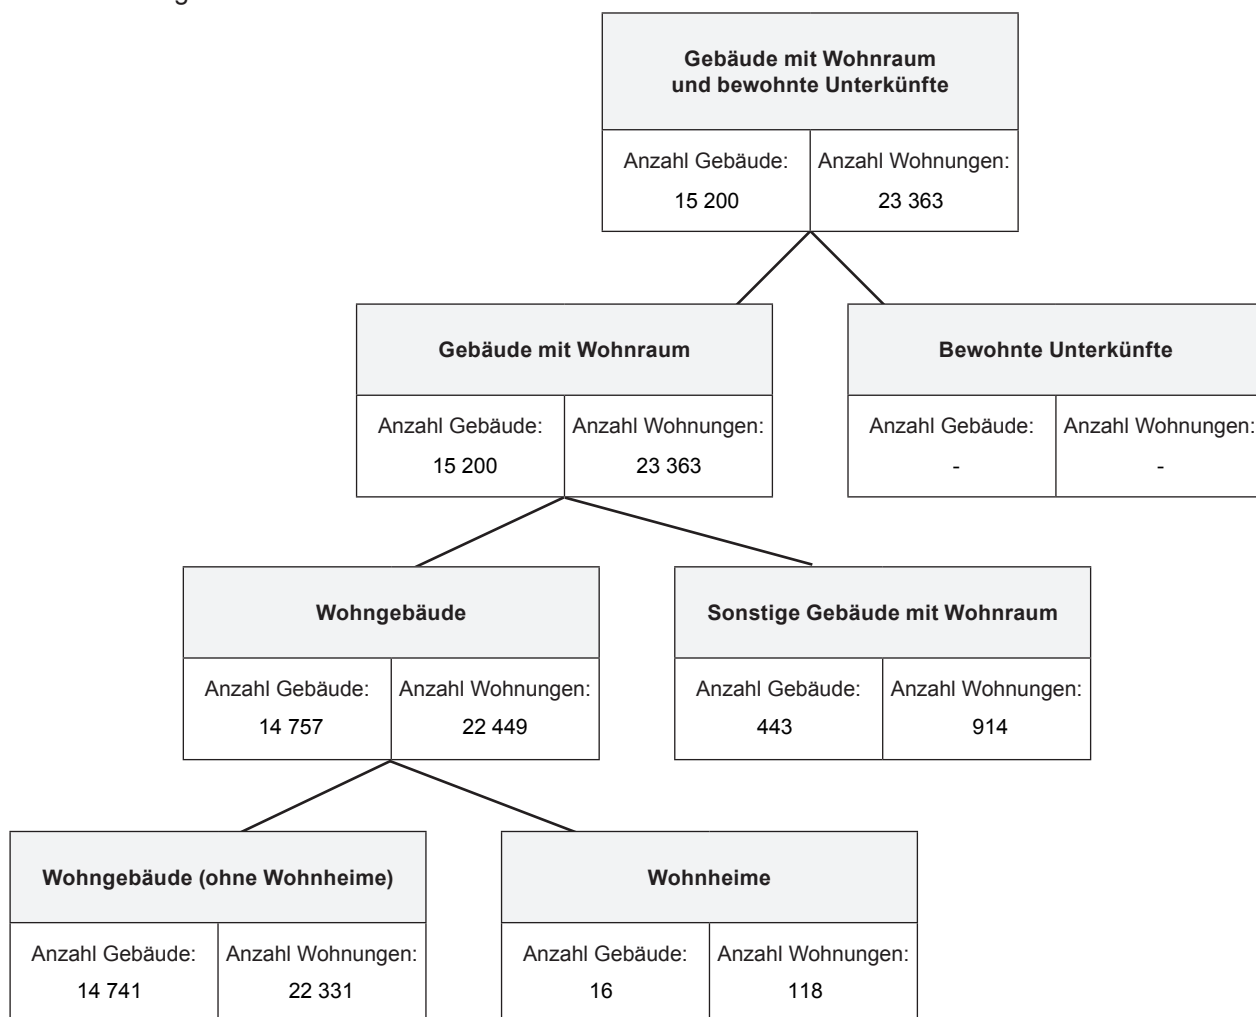 Gebäude mit Wohnraum
und bewohnte Unterkünfte
Anzahl Gebäude:
Anzahl Wohnungen:
15 200
23 363
Gebäude mit Wohnraum
Anzahl Gebäude:
Anzahl Wohnungen:
15 200
23 363
Bewohnte Unterkünfte
Anzahl Gebäude:
Anzahl Wohnungen:
-
-
Wohngebäude
Anzahl Gebäude:
Anzahl Wohnungen:
14 757
22 449
Sonstige Gebäude mit Wohnraum
Anzahl Gebäude:
Anzahl Wohnungen:
443
914
Wohngebäude (ohne Wohnheime)
Anzahl Gebäude:
Anzahl Wohnungen:
14 741
22 331
Wohnheime
Anzahl Gebäude:
Anzahl Wohnungen:
16
118